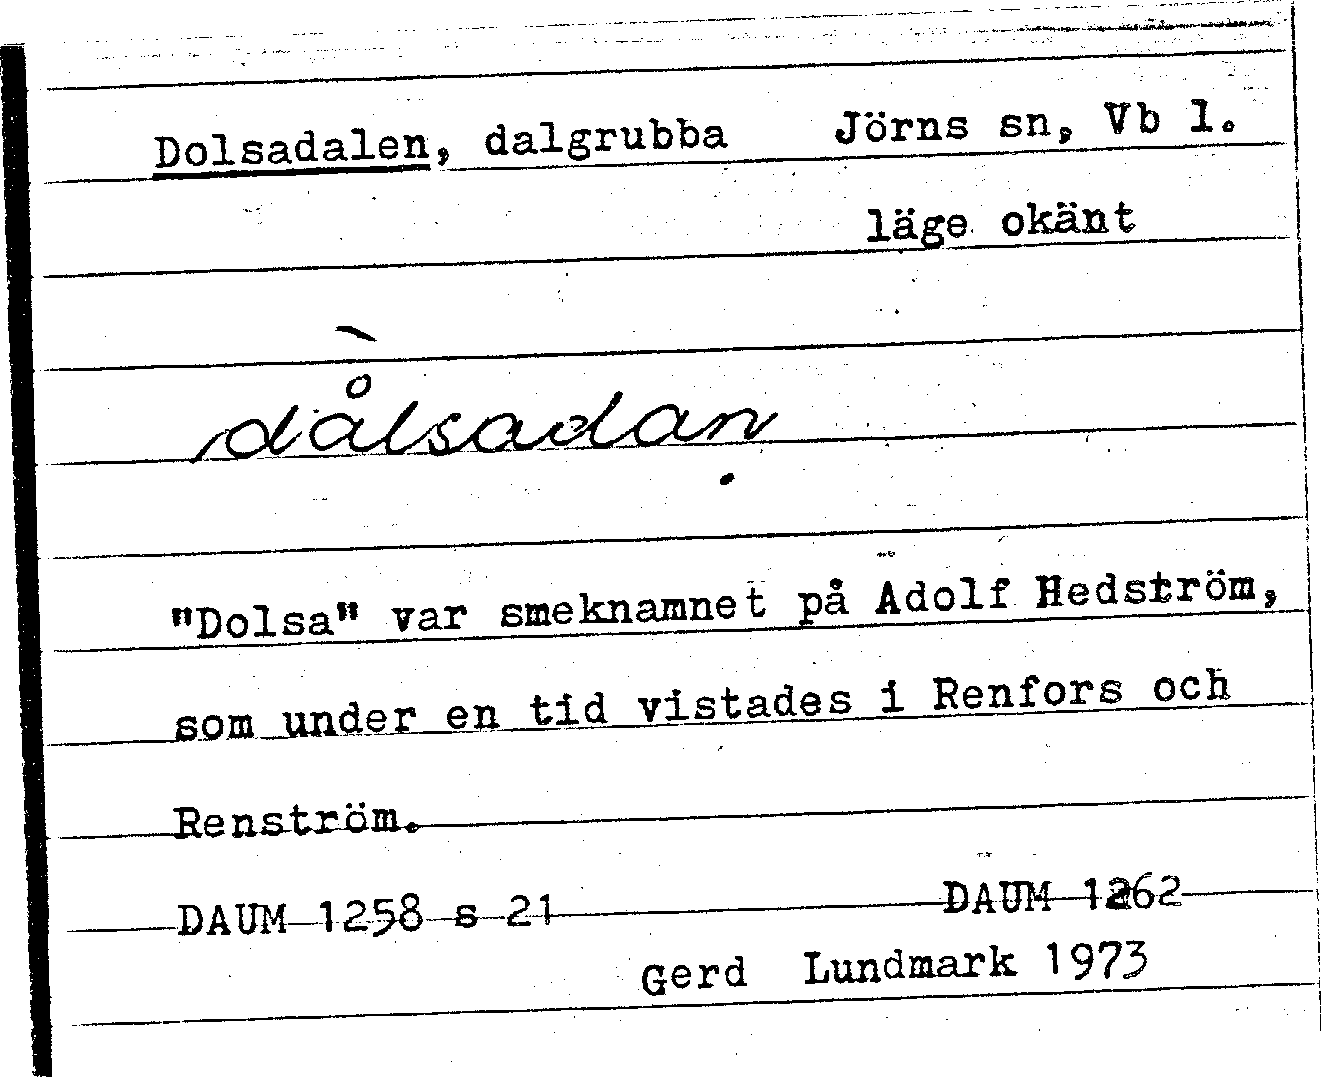 Dolsadalen, dalgrubba Jörns sn, Vb l.
läge okänt
dålsadan
"Dolsa" var smeknamnet på Adolf Hedström,
som under en tid vistades i Renfors och
Renström.
DAUM 1258 s 21 DAUM 1262
Gerd Lundmark 1973